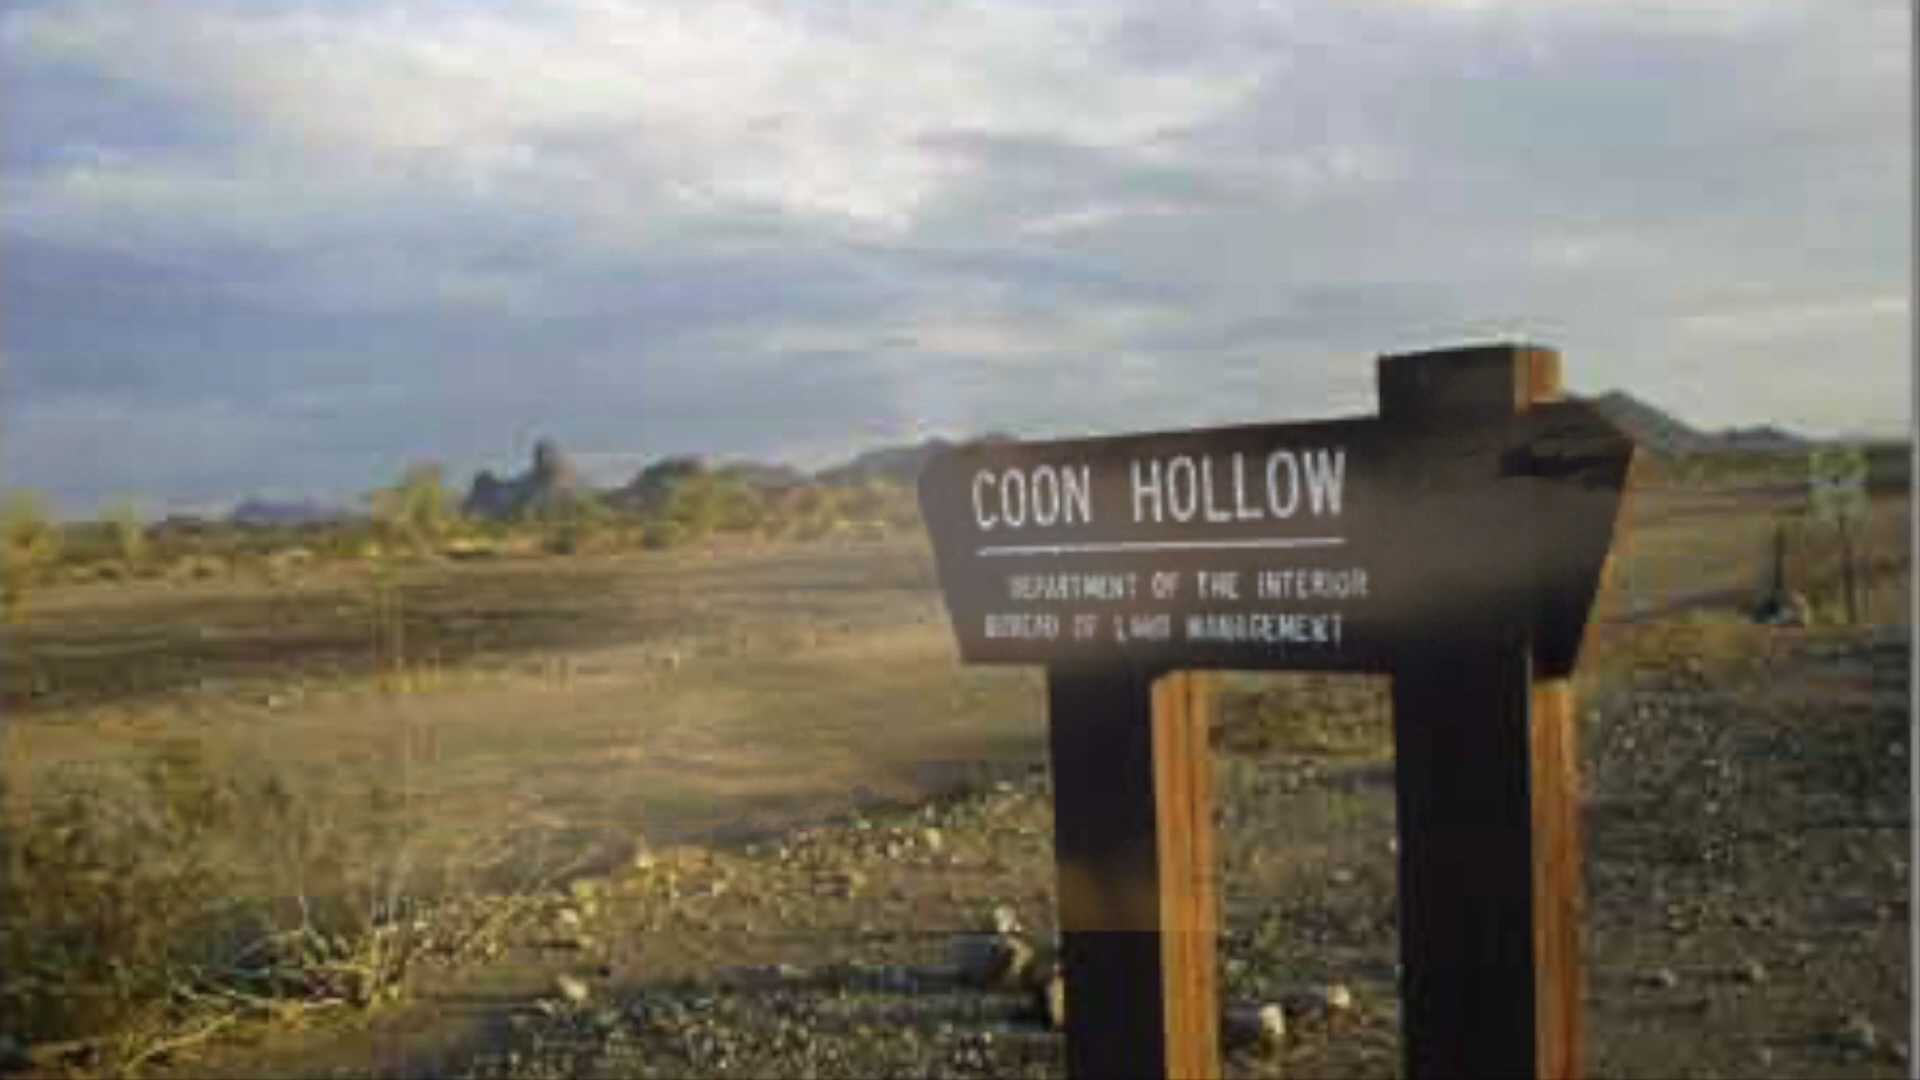 COON HOLLOW
DEPARTMENT OF THE INTERIOR
BUREAU OF LAND MANAGEMENT